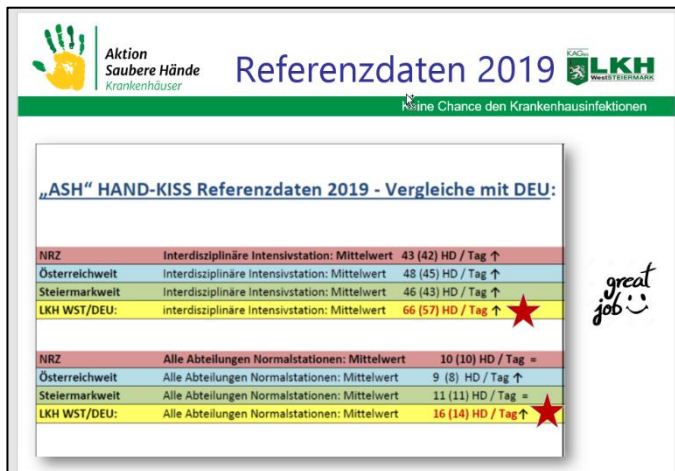 Aktion
Saubere Hände
Krankenhäuser
Referenzdaten 2019
KAGes
LKH
WestSTEIERMARK
Keine Chance den Krankenhausinfektionen
„ASH“ HAND-KISS Referenzdaten 2019 - Vergleiche mit DEU:
NRZ Interdisziplinäre Intensivstation: Mittelwert 43 (42) HD / Tag ↑
Österreichweit Interdisziplinäre Intensivstation: Mittelwert 48 (45) HD / Tag ↑
Steiermarkweit Interdisziplinäre Intensivstation: Mittelwert 46 (43) HD / Tag ↑
LKH WST/DEU: interdisziplinäre Intensivstation: Mittelwert 66 (57) HD / Tag ↑
great
job
NRZ Alle Abteilungen Normalstationen: Mittelwert 10 (10) HD / Tag =
Österreichweit Alle Abteilungen Normalstationen: Mittelwert 9 (8) HD / Tag ↑
Steiermarkweit Alle Abteilungen Normalstationen: Mittelwert 11 (11) HD / Tag =
LKH WST/DEU: Alle Abteilungen Normalstationen: Mittelwert 16 (14) HD / Tag ↑